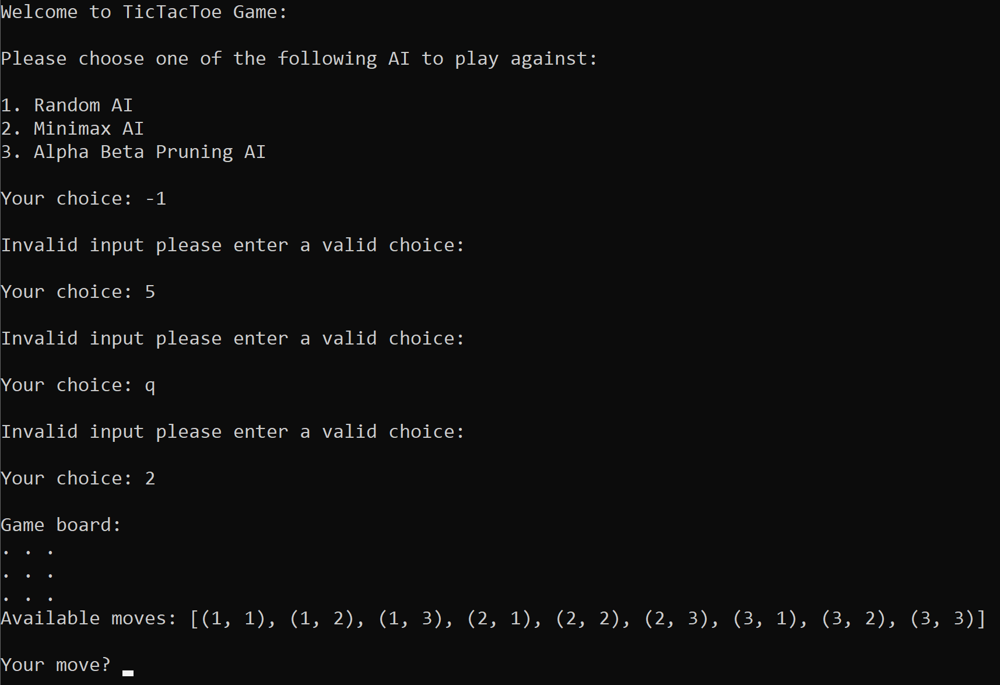 Welcome to TicTacToe Game:
Please choose one of the following AI to play against:
1. Random AI
2. Minimax AI
3. Alpha Beta Pruning AI
Your choice: -1
Invalid input please enter a valid choice:
Your choice: 5
Invalid input please enter a valid choice:
Your choice: q
Invalid input please enter a valid choice:
Your choice: 2
Game board:
. . .
. . .
. . .
Available moves: [(1, 1), (1, 2), (1, 3), (2, 1), (2, 2), (2, 3), (3, 1), (3, 2), (3, 3)]
Your move?